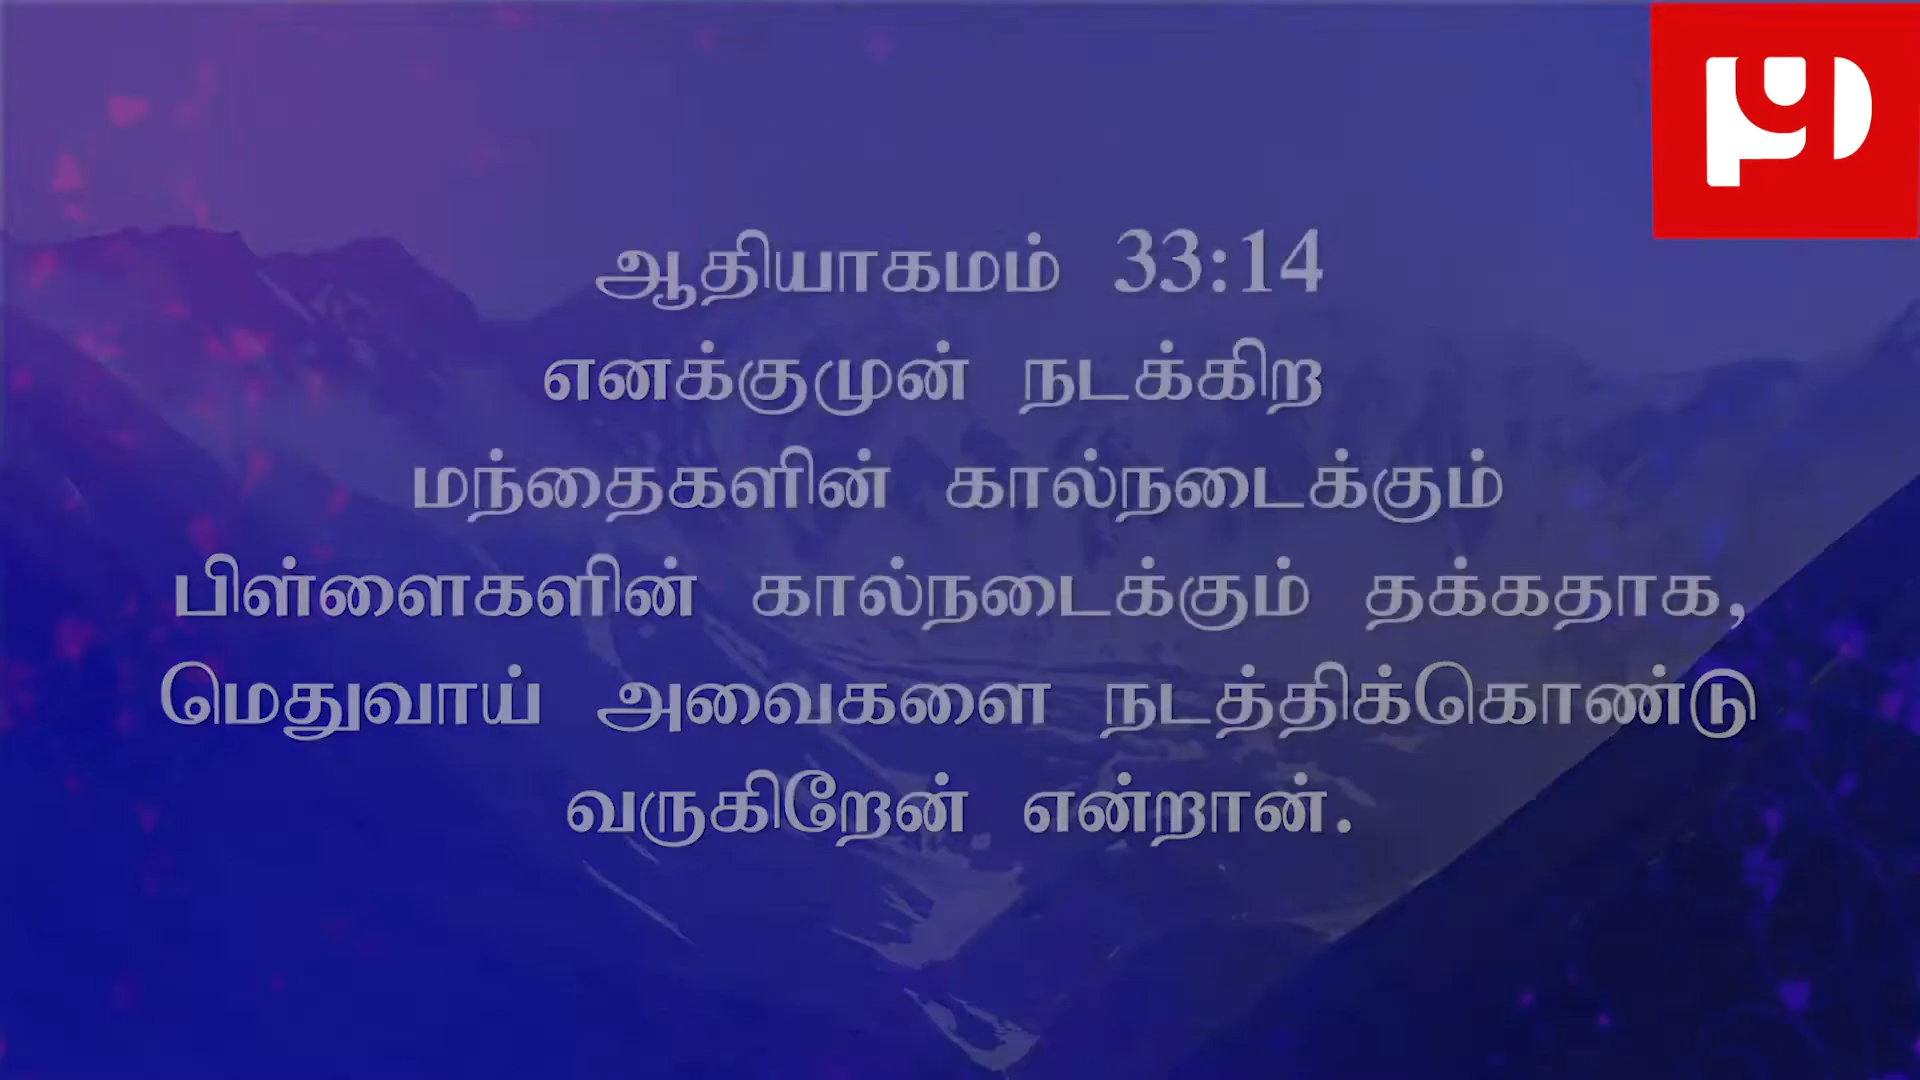 ஆதியாகமம் 33:14
எனக்குமுன் நடக்கிற
மந்தைகளின் கால்நடைக்கும்
பிள்ளைகளின் கால்நடைக்கும் தக்கதாக,
மெதுவாய் அவைகளை நடத்திக்கொண்டு
வருகிறேன் என்றான்.